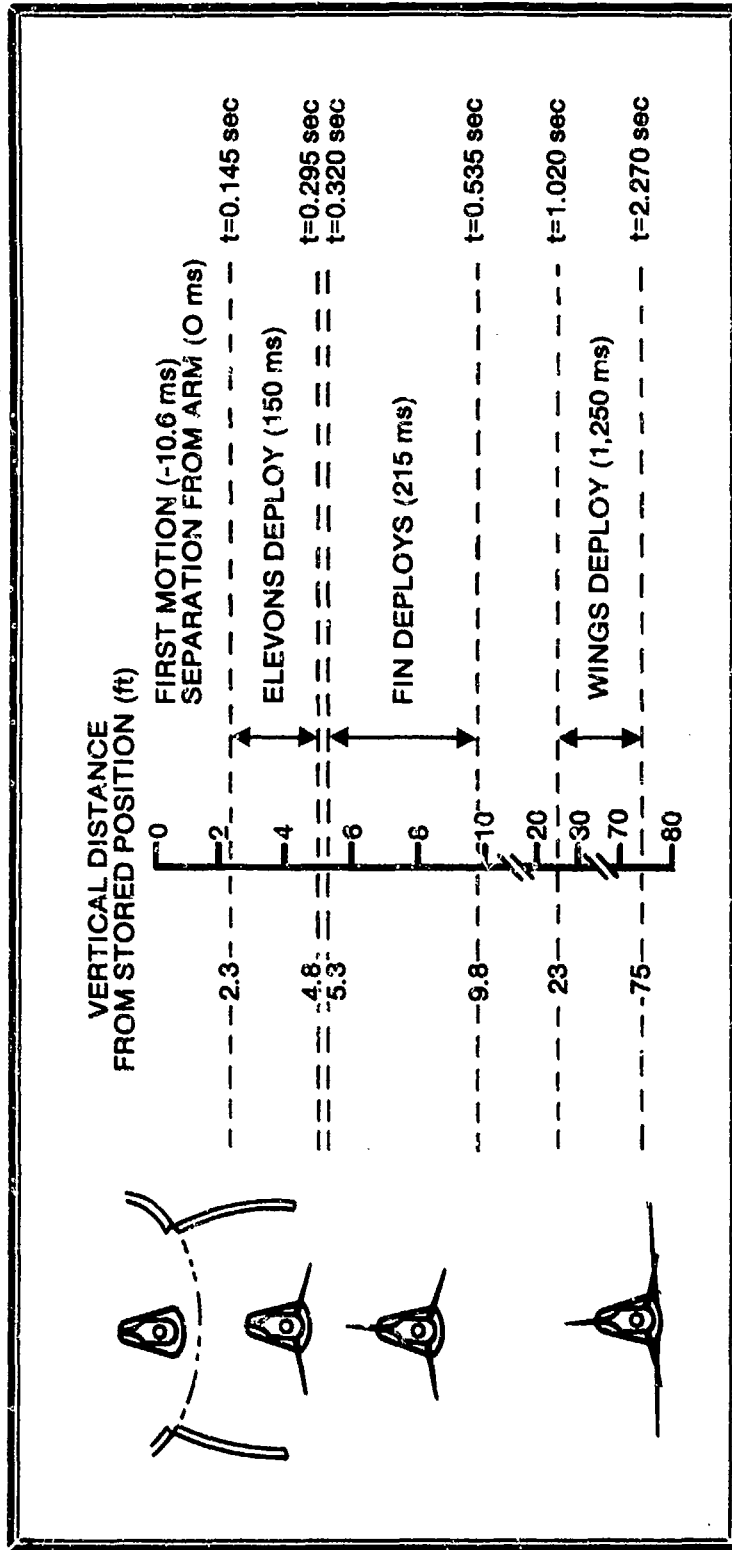 VERTICAL DISTANCE
FROM STORED POSITION (ft)
FIRST MOTION (-10.6 ms)
SEPARATION FROM ARM (0 ms)
0
2
2.3
t=0.145 sec
ELEVONS DEPLOY (150 ms)
4
4.8
t=0.295 sec
5.3
t=0.320 sec
6
FIN DEPLOYS (215 ms)
8
9.8
t=0.535 sec
10
20
23
t=1.020 sec
30
WINGS DEPLOY (1,250 ms)
70
75
t=2.270 sec
80